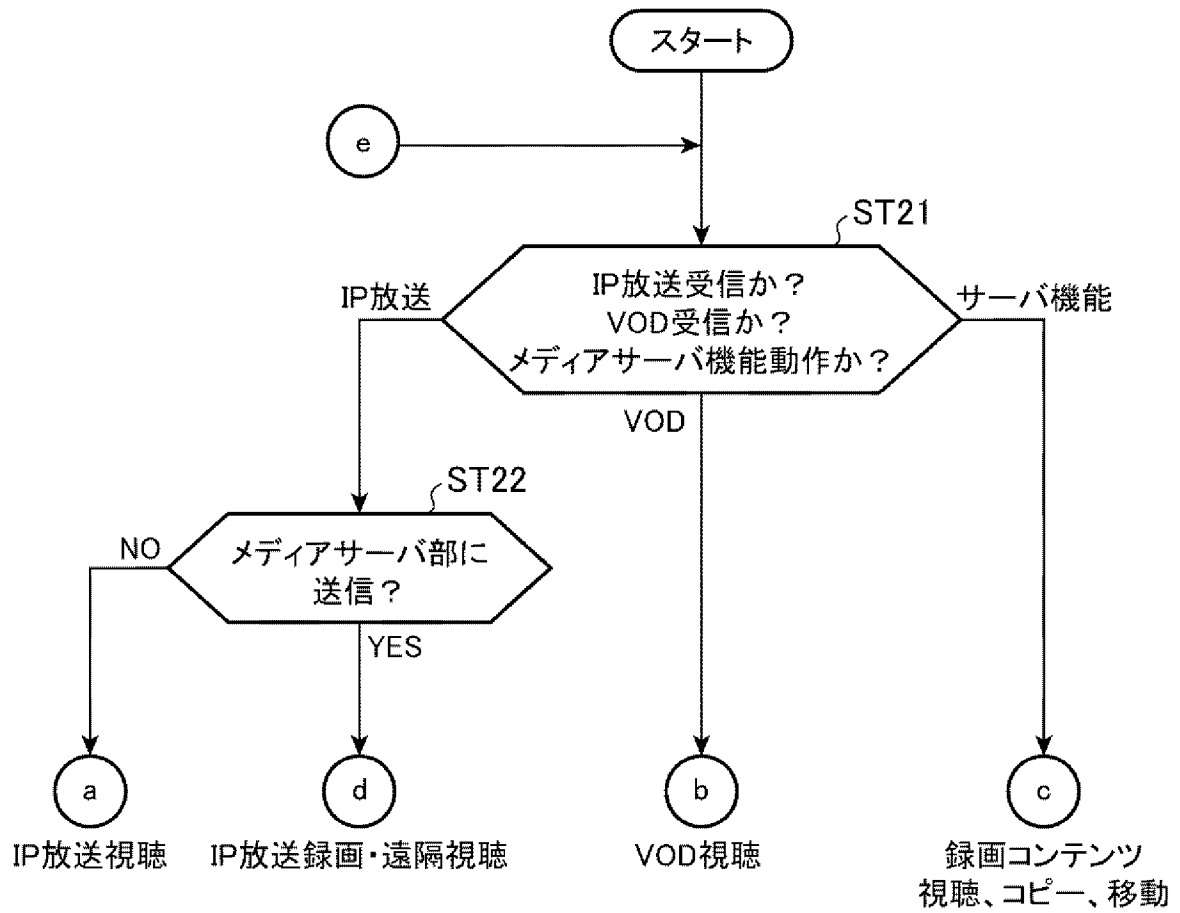 スタート
e
ST21
IP放送受信か？
VOD受信か？
メディアサーバ機能動作か？
IP放送
サーバ機能
VOD
ST22
メディアサーバ部に
送信？
NO
YES
a
d
b
c
IP放送視聴
IP放送録画・遠隔視聴
VOD視聴
録画コンテンツ
視聴、コピー、移動